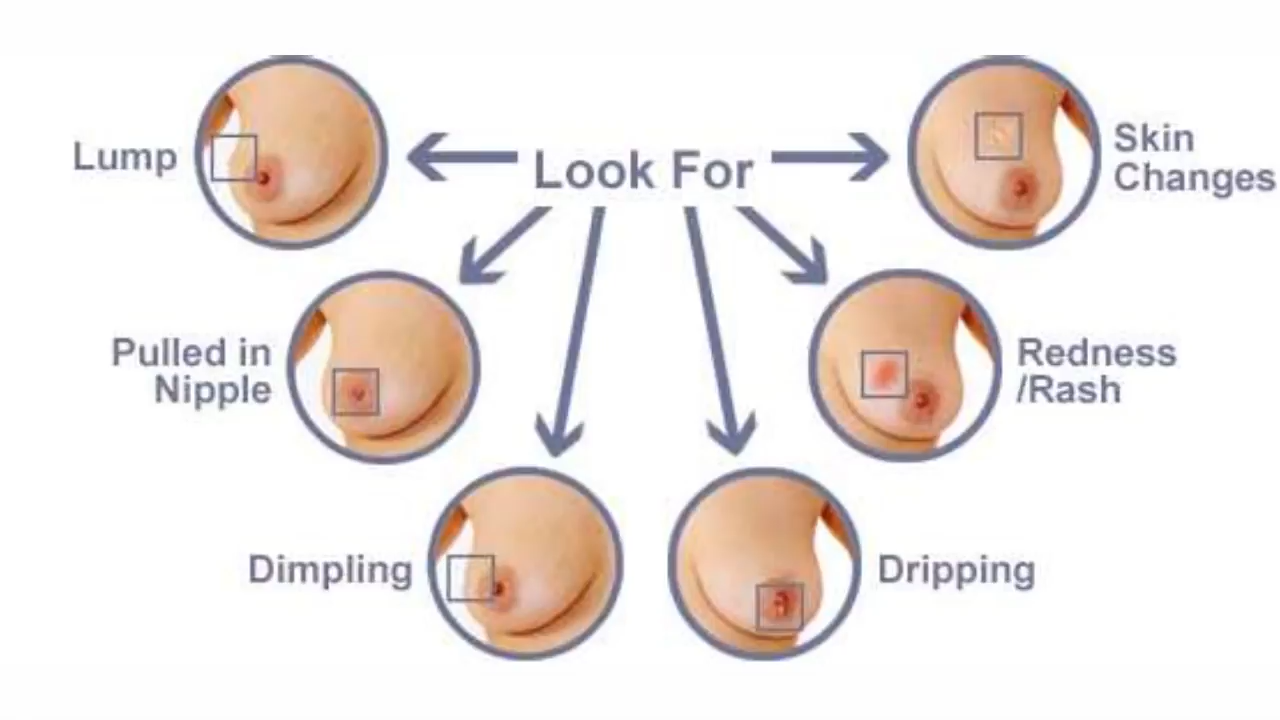 Look For
Lump
Pulled in
Nipple
Dimpling
Skin
Changes
Redness
/Rash
Dripping